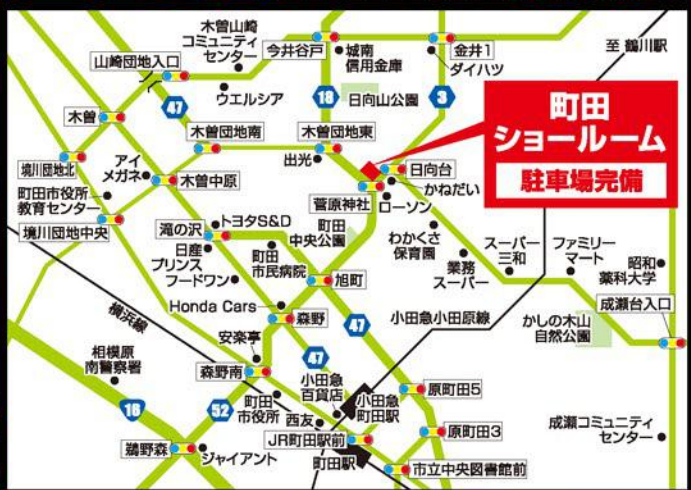 木曽山崎
コミュニティ
センター
今井谷戸
城南
信用金庫
金井1
ダイハツ
至 鶴川駅
山崎団地入口
ウエルシア
18
日向山公園
3
47
木曽
木曽団地南
木曽団地東
町田
ショールーム
駐車場完備
境川団地北
アイ
メガネ
出光
日向台
町田市役所
教育センター
木曽中原
菅原神社
かねだい
ローソン
境川団地中央
滝の沢
トヨタS&D
町田
中央公園
わかくさ
保育園
スーパー
三和
ファミリー
マート
日産
プリンス
町田
市民病院
業務
スーパー
昭和
薬科大学
フードワン
旭町
成瀬台入口
横浜線
Honda Cars
森野
47
小田急小田原線
かしの木山
自然公園
安楽亭
47
相模原
南警察署
森野南
小田急
百貨店
小田急
町田駅
原町田5
16
52
町田
市役所
西友
原町田3
成瀬コミュニティ
センター
鵜野森
ジャイアント
JR町田駅前
町田駅
市立中央図書館前